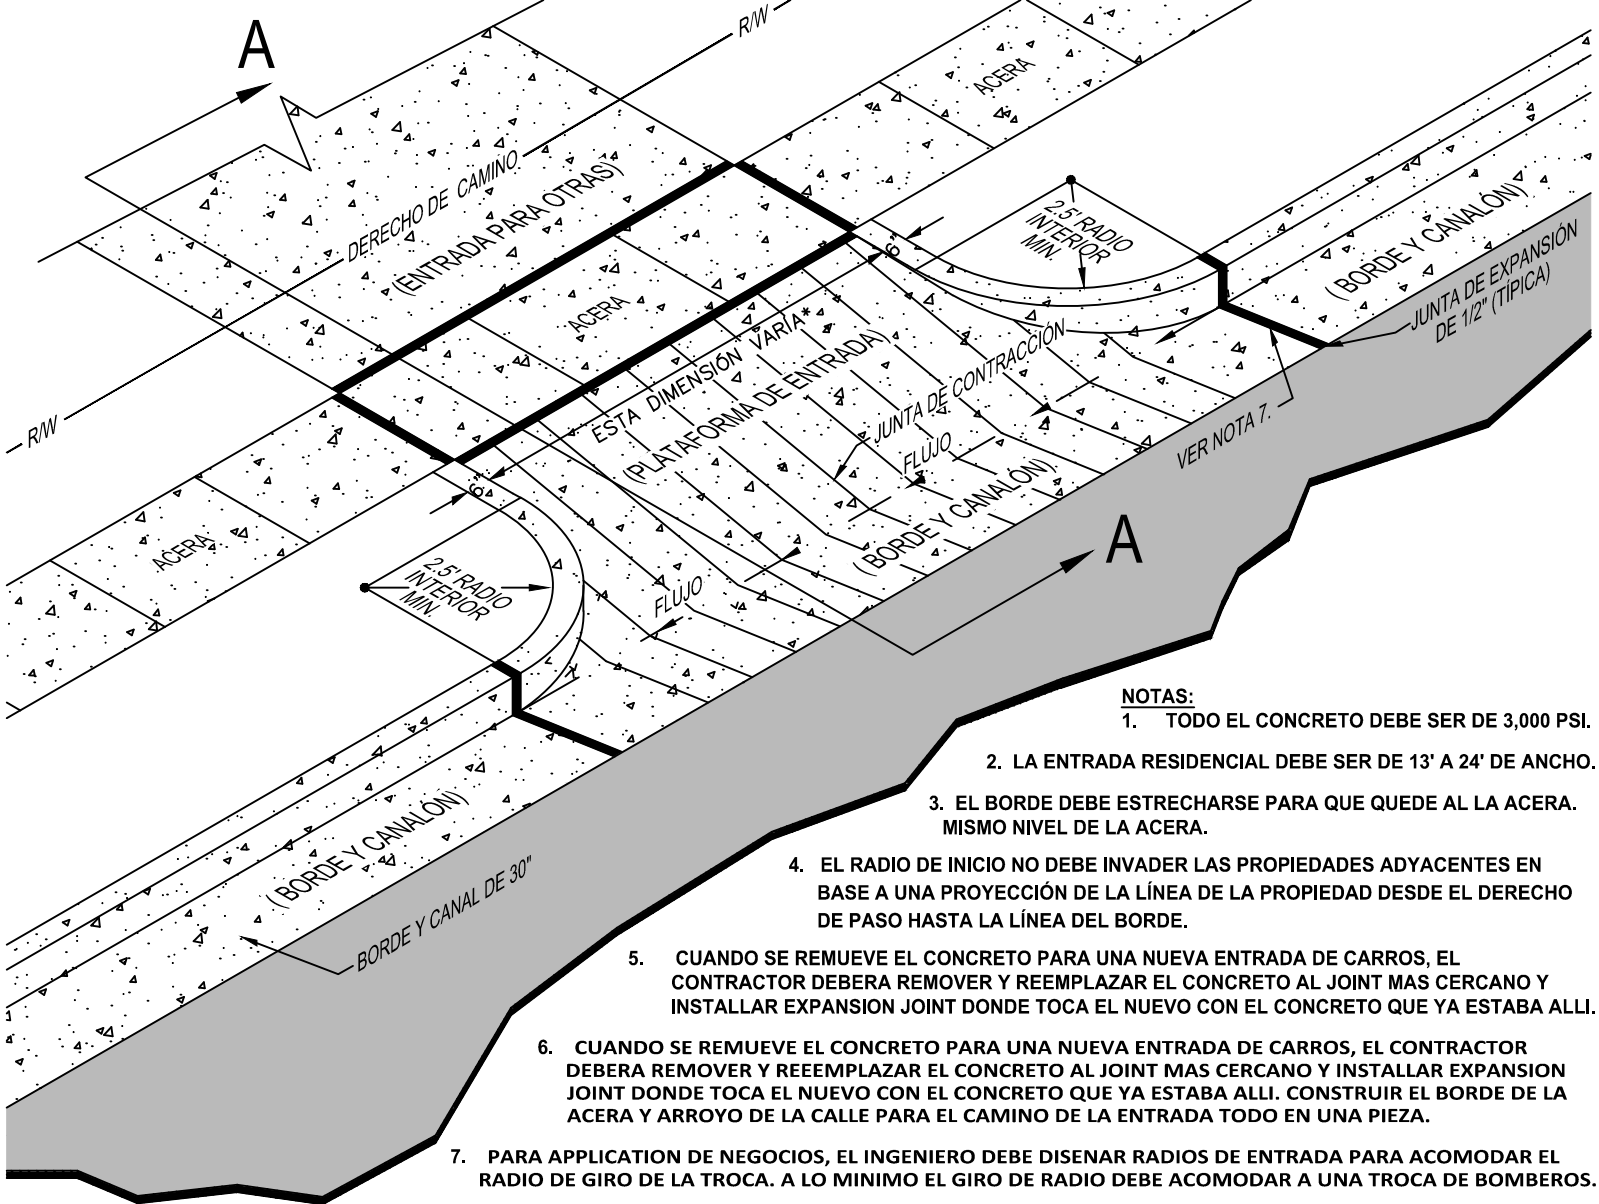 A
R/W
ACERA
DERECHO DE CAMINO
(ENTRADA PARA OTRAS)
6"
2.5' RADIO
INTERIOR
MIN.
(BORDE Y CANALÓN)
JUNTA DE EXPANSIÓN
DE 1/2" (TÍPICA)
ACERA
ESTA DIMENSIÓN VARÍA*
(PLATAFORMA DE ENTRADA)
JUNTA DE CONTRACCIÓN
FLUJO
VER NOTA 7.
R/W
6"
(BORDE Y CANALÓN)
A
ACERA
2.5' RADIO
INTERIOR
MIN.
FLUJO
(BORDE Y CANALÓN)
BORDE Y CANAL DE 30"
NOTAS:
1. TODO EL CONCRETO DEBE SER DE 3,000 PSI.
2. LA ENTRADA RESIDENCIAL DEBE SER DE 13' A 24' DE ANCHO.
3. EL BORDE DEBE ESTRECHARSE PARA QUE QUEDE AL LA ACERA.
MISMO NIVEL DE LA ACERA.
4. EL RADIO DE INICIO NO DEBE INVADER LAS PROPIEDADES ADYACENTES EN
BASE A UNA PROYECCIÓN DE LA LÍNEA DE LA PROPIEDAD DESDE EL DERECHO
DE PASO HASTA LA LÍNEA DEL BORDE.
5. CUANDO SE REMUEVE EL CONCRETO PARA UNA NUEVA ENTRADA DE CARROS, EL
CONTRACTOR DEBERA REMOVER Y REEMPLAZAR EL CONCRETO AL JOINT MAS CERCANO Y
INSTALLAR EXPANSION JOINT DONDE TOCA EL NUEVO CON EL CONCRETO QUE YA ESTABA ALLI.
6. CUANDO SE REMUEVE EL CONCRETO PARA UNA NUEVA ENTRADA DE CARROS, EL CONTRACTOR
DEBERA REMOVER Y REEEMPLAZAR EL CONCRETO AL JOINT MAS CERCANO Y INSTALLAR EXPANSION
JOINT DONDE TOCA EL NUEVO CON EL CONCRETO QUE YA ESTABA ALLI. CONSTRUIR EL BORDE DE LA
ACERA Y ARROYO DE LA CALLE PARA EL CAMINO DE LA ENTRADA TODO EN UNA PIEZA.
7. PARA APPLICATION DE NEGOCIOS, EL INGENIERO DEBE DISENAR RADIOS DE ENTRADA PARA ACOMODAR EL
RADIO DE GIRO DE LA TROCA. A LO MINIMO EL GIRO DE RADIO DEBE ACOMODAR A UNA TROCA DE BOMBEROS.